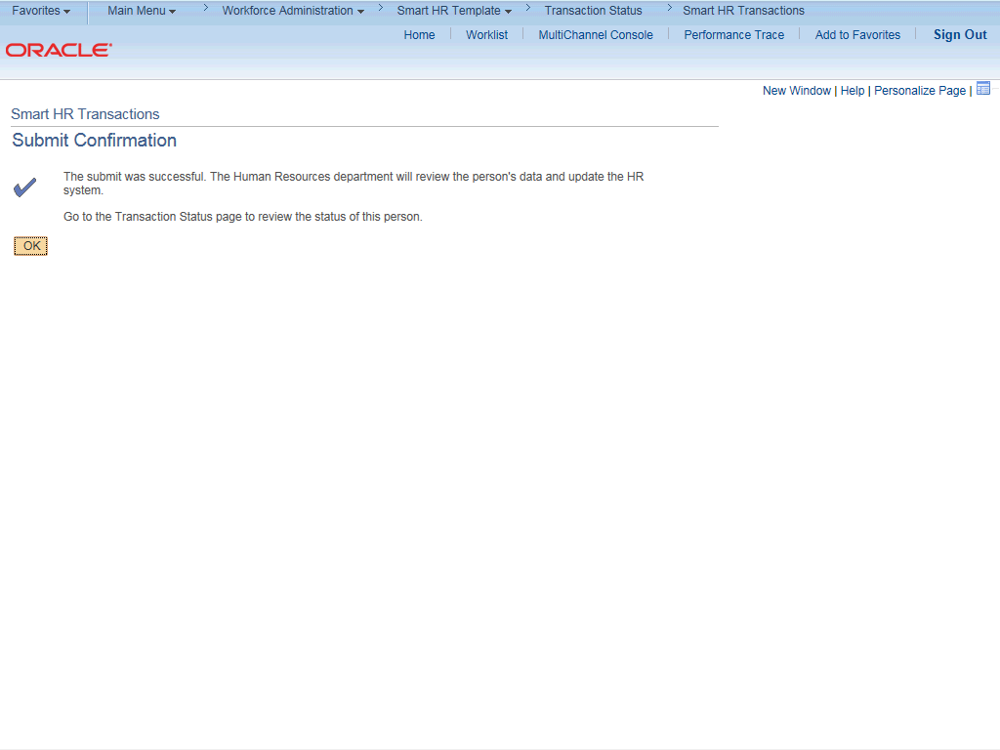 Favorites Main Menu > Workforce Administration > Smart HR Template > Transaction Status > Smart HR Transactions
Home Worklist MultiChannel Console Performance Trace Add to Favorites Sign Out
ORACLE
New Window | Help | Personalize Page |
Smart HR Transactions
Submit Confirmation
The submit was successful. The Human Resources department will review the person's data and update the HR
system.
Go to the Transaction Status page to review the status of this person.
OK